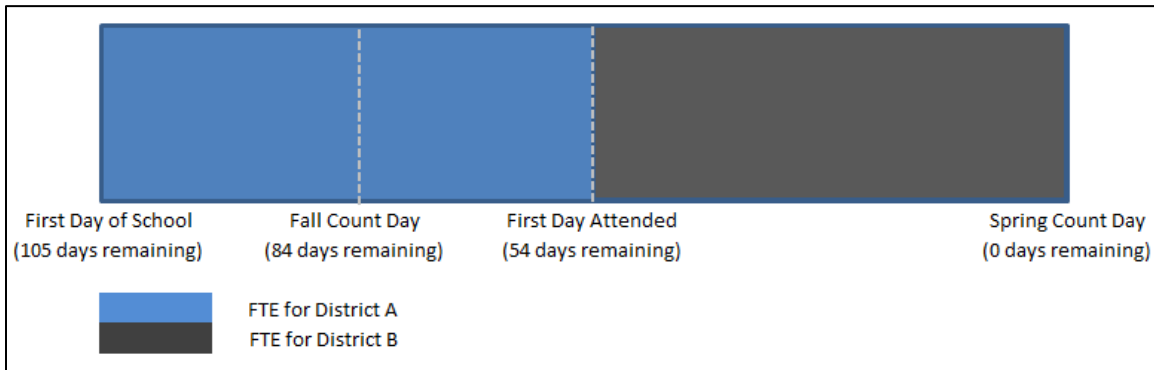 First Day of School
(105 days remaining)
Fall Count Day
(84 days remaining)
First Day Attended
(54 days remaining)
Spring Count Day
(0 days remaining)
FTE for District A
FTE for District B